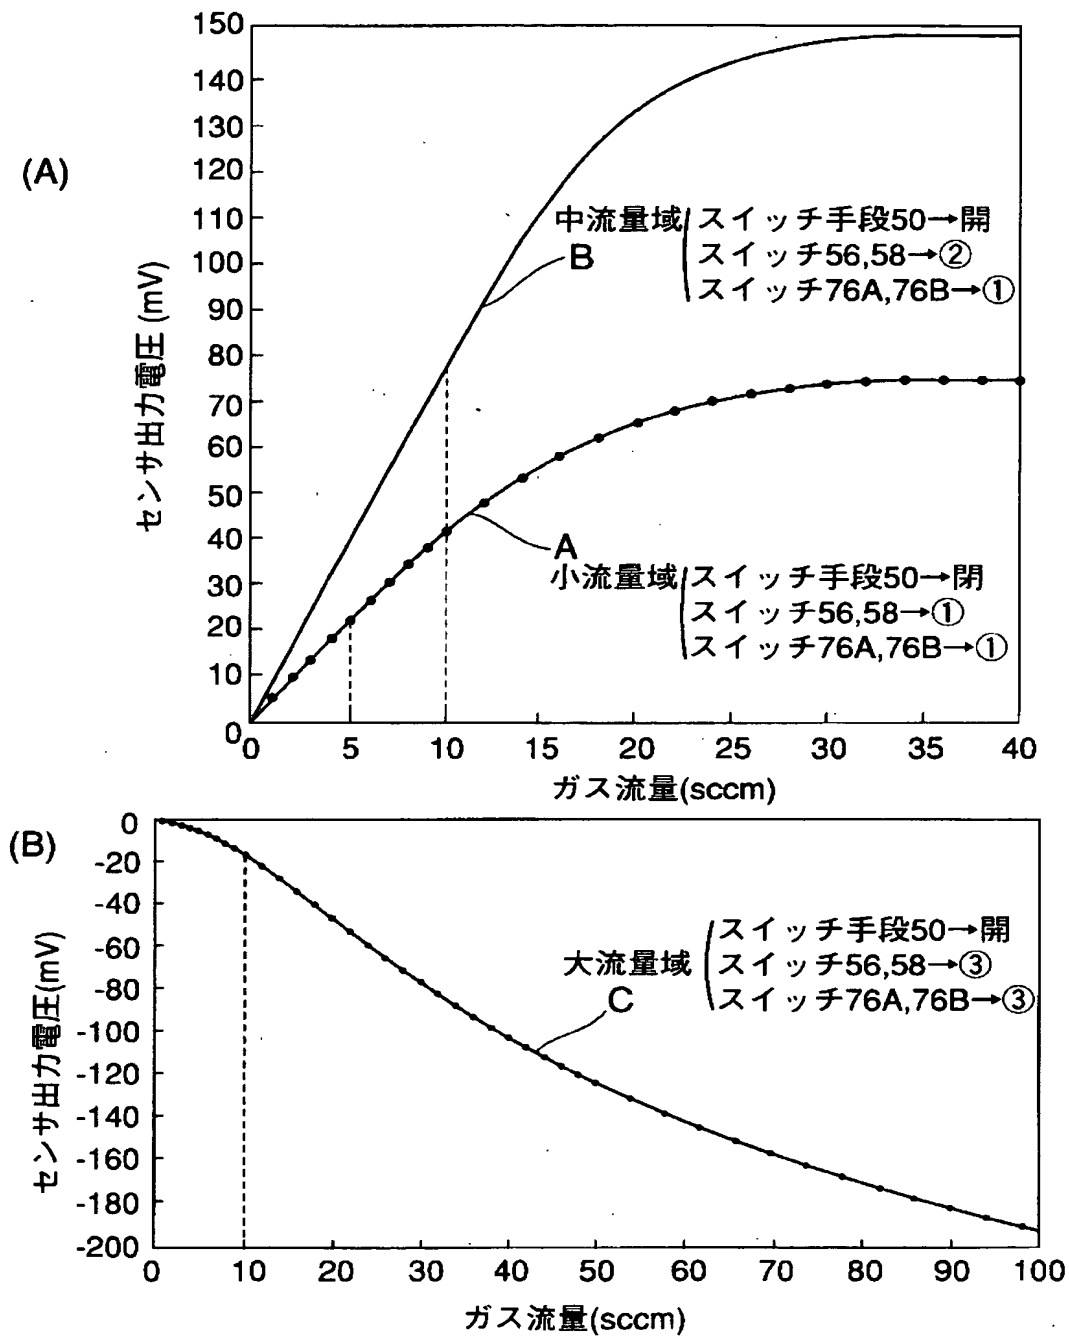 (A)
センサ出力電圧(mV)
150
140
130
120
110
100
90
80
70
60
50
40
30
20
10
0
中流量域
スイッチ手段50→開
スイッチ56,58→②
スイッチ76A,76B→①
B
A
小流量域
スイッチ手段50→閉
スイッチ56,58→①
スイッチ76A,76B→①
0 5 10 15 20 25 30 35 40
ガス流量(sccm)
(B)
センサ出力電圧(mV)
0
-20
-40
-60
-80
-100
-120
-140
-160
-180
-200
大流量域
スイッチ手段50→開
スイッチ56,58→③
スイッチ76A,76B→③
C
0 10 20 30 40 50 60 70 80 90 100
ガス流量(sccm)